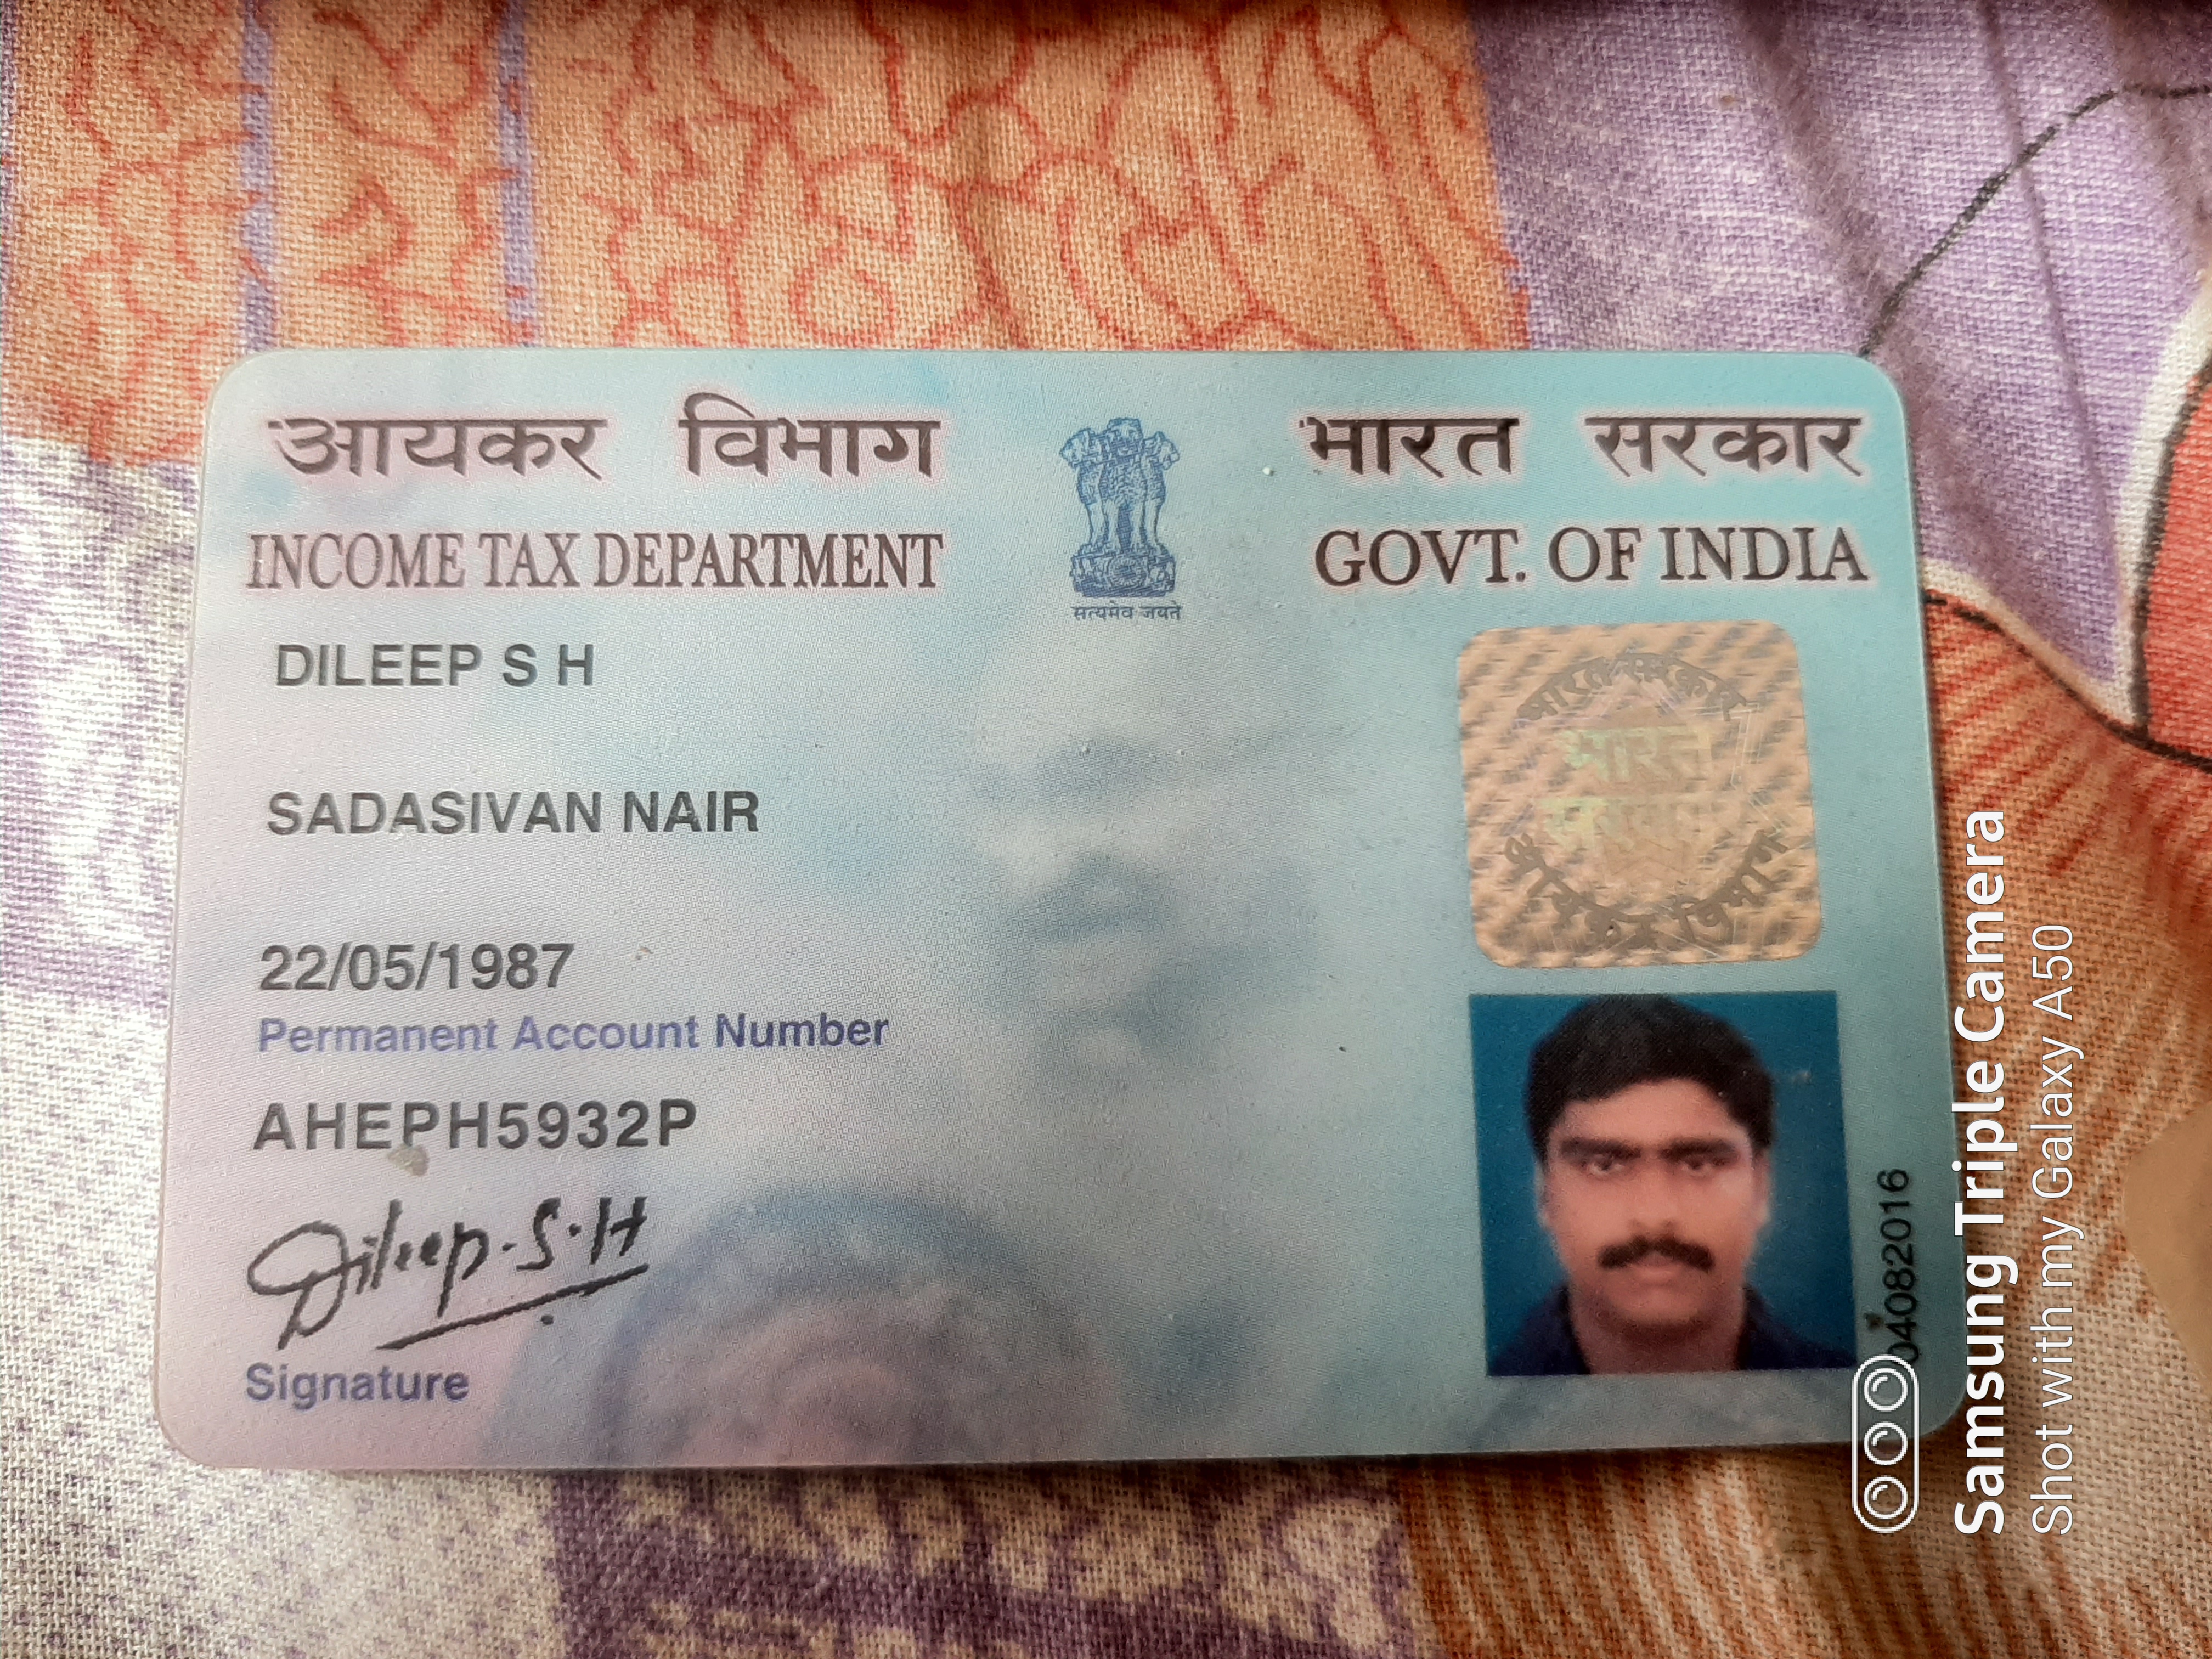 आयकर विभाग
INCOME TAX DEPARTMENT
सत्यमेव जयते
भारत सरकार
GOVT. OF INDIA
DILEEP S H
SADASIVAN NAIR
22/05/1987
Permanent Account Number
AHEPH5932P
Dileep.S.H
Signature
04082016
Samsung Triple Camera
Shot with my Galaxy A50